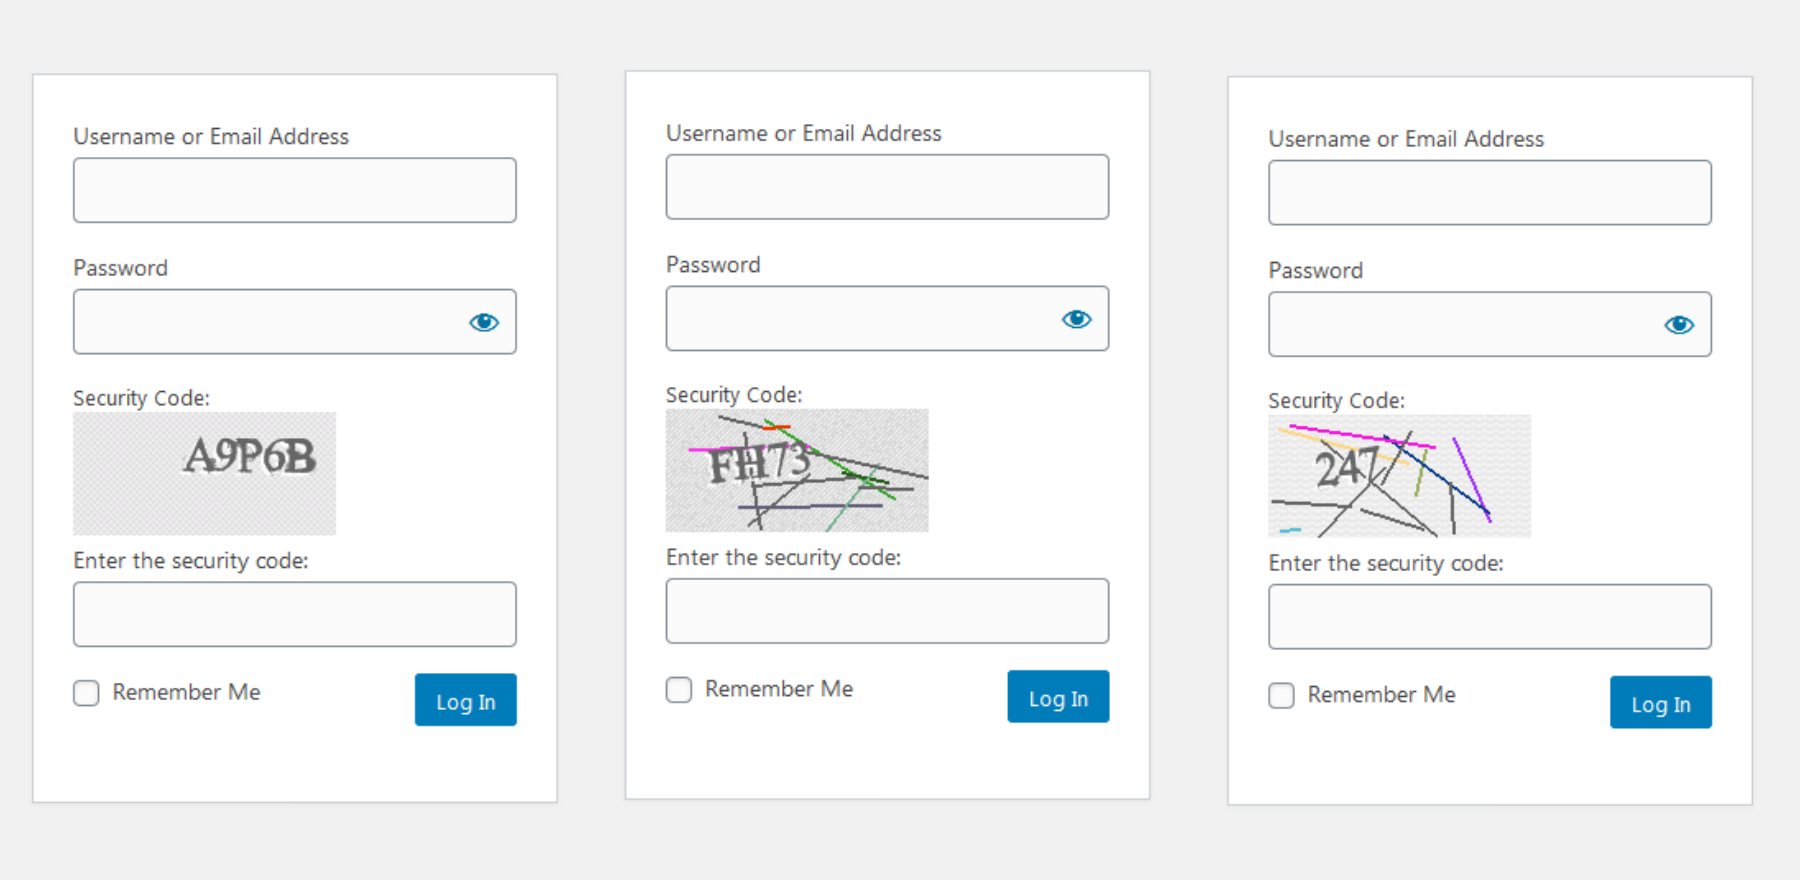 Username or Email Address
Password
Security Code:
A9P6B
Enter the security code:
Remember Me
Log In
Username or Email Address
Password
Security Code:
FH73
Enter the security code:
Remember Me
Log In
Username or Email Address
Password
Security Code:
247
Enter the security code:
Remember Me
Log In